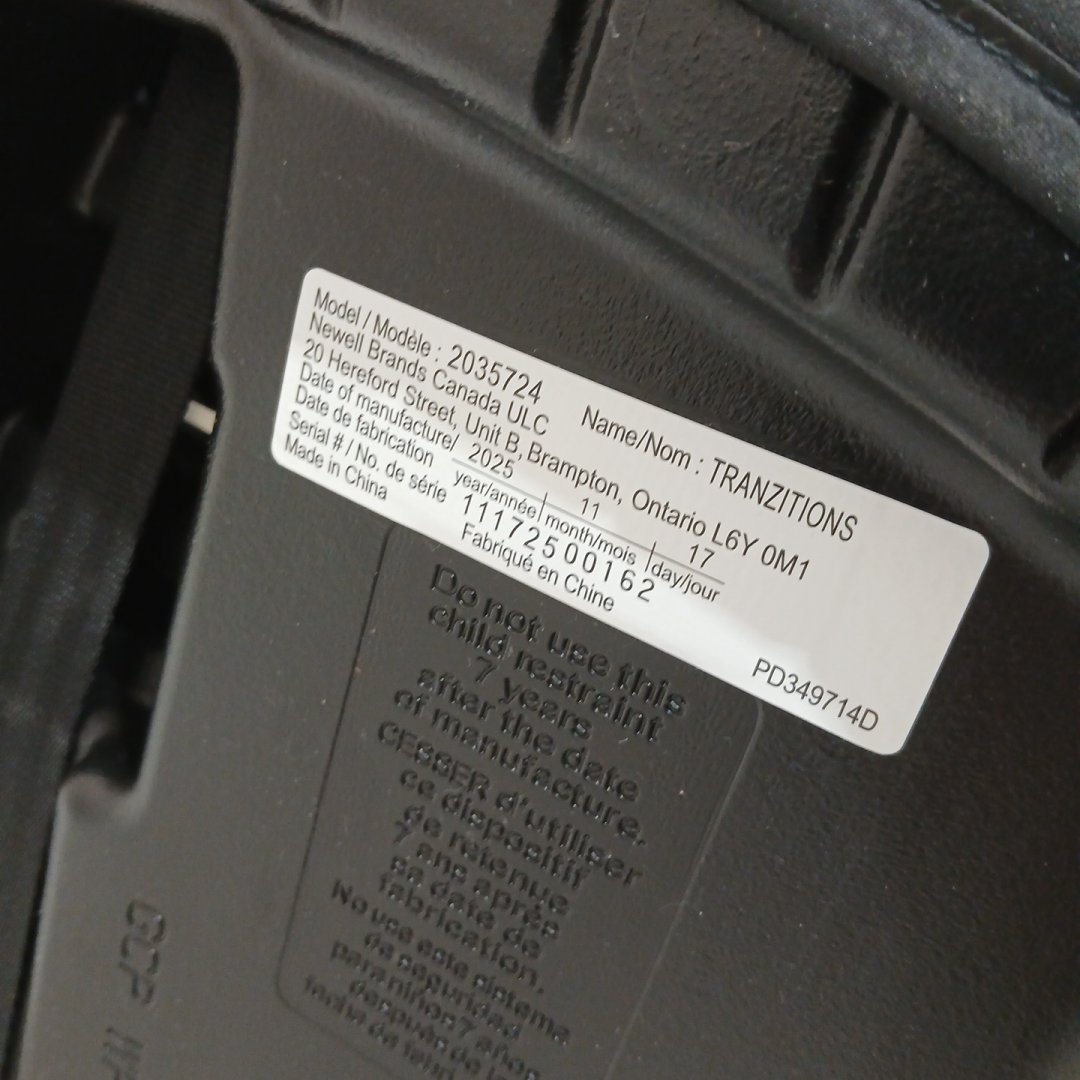 Model / Modèle : 2035724 Name/Nom : TRANZITIONS
Newell Brands Canada ULC
20 Hereford Street, Unit B, Brampton, Ontario L6Y 0M1
Date of manufacture/ 2025 | 11 | 17
Date de fabrication year/année month/mois day/jour
Serial # / No. de série 11172500162
Made in China Fabriqué en Chine
PD349714D
Do not use this
child restraint
7 years
after the date
of manufacture.
CESSER d'utiliser
ce dispositif
de retenue
7 ans après
sa date de
fabrication.
No use este sistema
de seguridad
para niños 7 años
después de la
fecha de